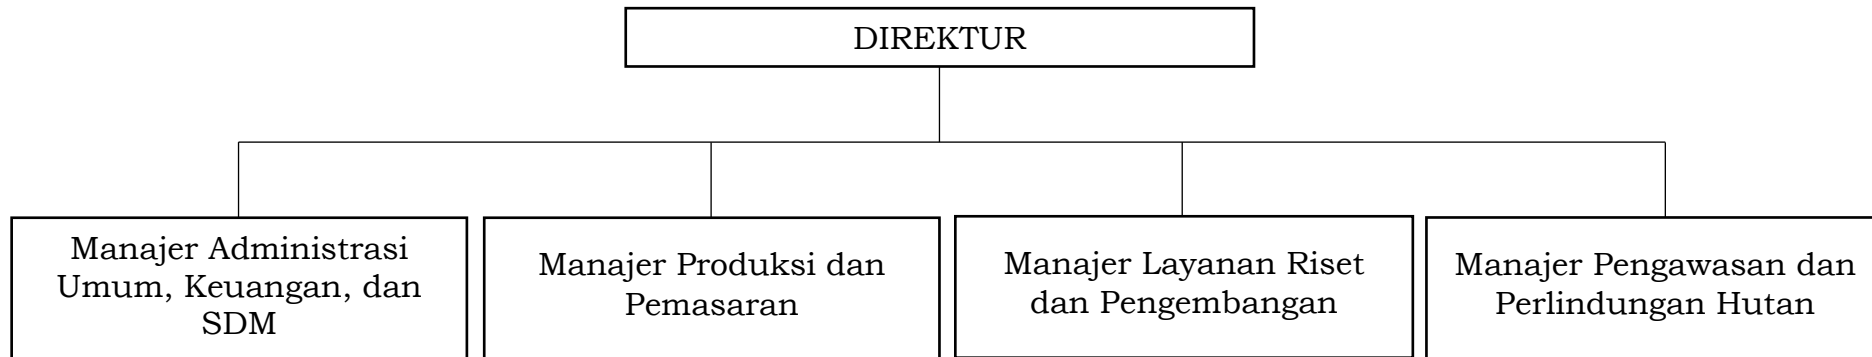 DIREKTUR
Manajer Administrasi
Umum, Keuangan, dan
SDM
Manajer Produksi dan
Pemasaran
Manajer Layanan Riset
dan Pengembangan
Manajer Pengawasan dan
Perlindungan Hutan